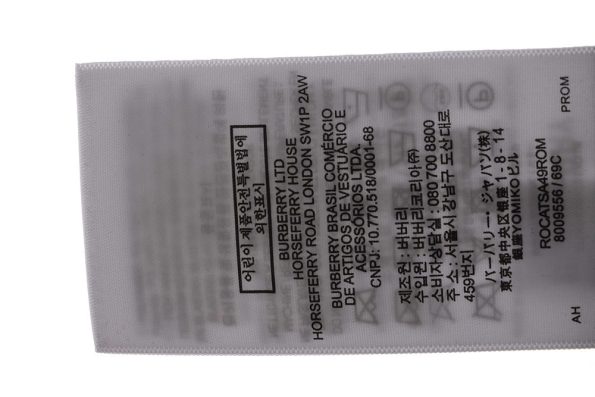 어린이제품안전특별법에
의한표시
BURBERRY LTD
HORSEFERRY HOUSE
HORSEFERRY ROAD LONDON SW1P 2AW
BURBERRY BRASIL COMÉRCIO
DE ARTIGOS DE VESTUÁRIO E
ACESSÓRIOS LTDA.
CNPJ: 10.770.518/0001-68
제조원 : 버버리
수입원 : 버버리코리아(주)
소비자상담실 : 080 700 8800
주 소 : 서울시 강남구 도산대로
459번지
バーバリー・ジャパン(株)
東京都中央区銀座1-8-14
銀座YOMIKOビル
ROCATSA49ROM
8009556 / 69C
AH PROM